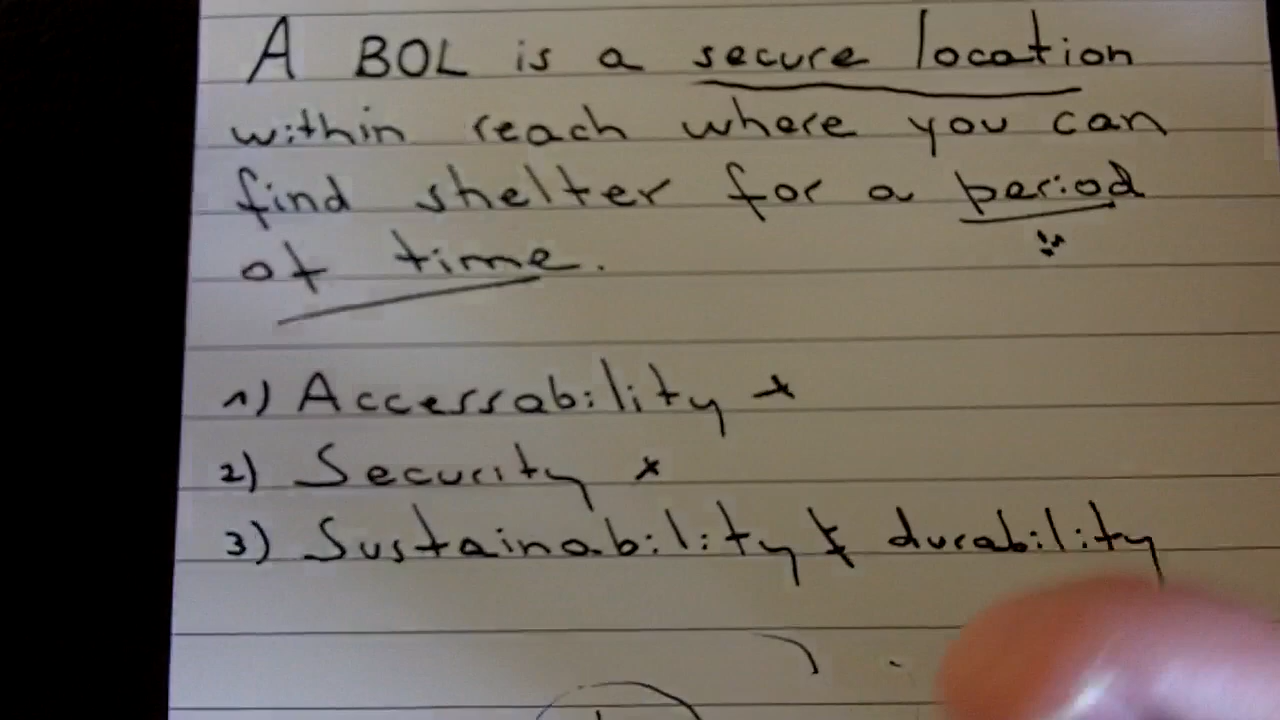 A BOL is a secure location
within reach where you can
find shelter for a period
of time.
1) Accessability *
2) Security *
3) Sustainability & durability